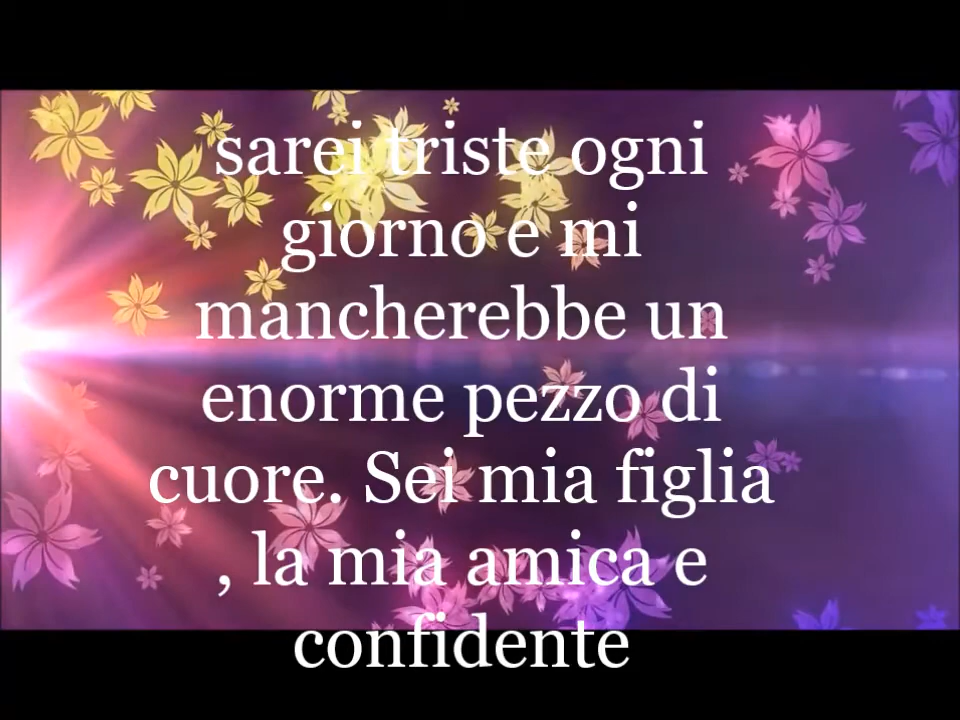 sarei triste ogni
giorno e mi
mancherebbe un
enorme pezzo di
cuore. Sei mia figlia
, la mia amica e
confidente